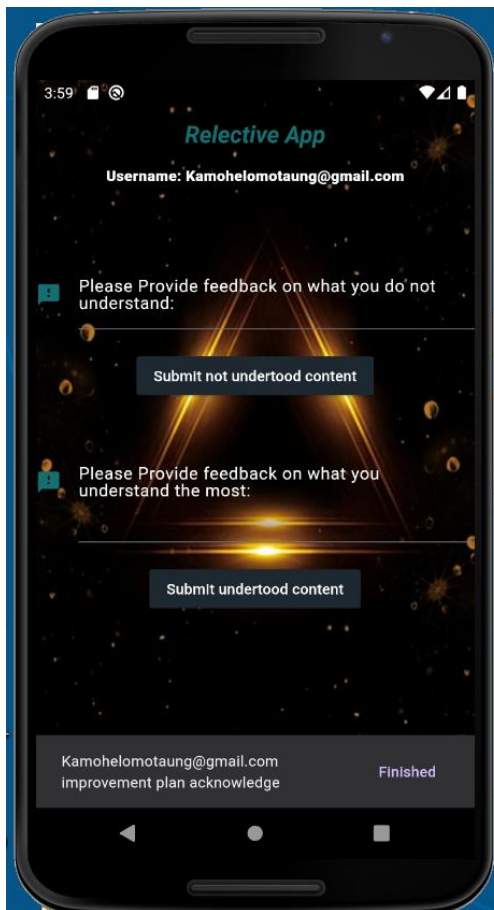 3:59
Relective App
Username: Kamohelomotaung@gmail.com
Please Provide feedback on what you do not
understand:
Submit not undertood content
Please Provide feedback on what you
understand the most:
Submit undertood content
Kamohelomotaung@gmail.com
improvement plan acknowledge
Finished